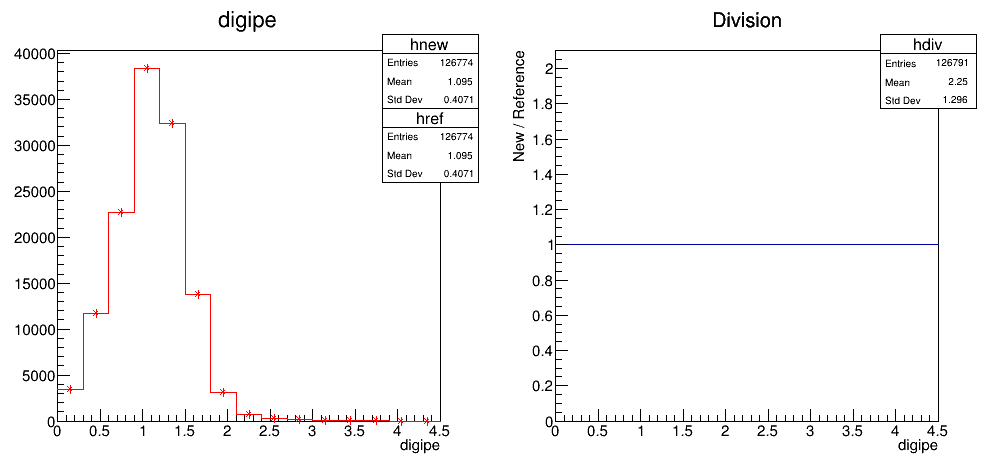 digipe
hnew
Entries 126774
Mean 1.095
Std Dev 0.4071
href
Entries 126774
Mean 1.095
Std Dev 0.4071
40000
35000
30000
25000
20000
15000
10000
5000
0
0 0.5 1 1.5 2 2.5 3 3.5 4 4.5
digipe
Division
hdiv
Entries 126791
Mean 2.25
Std Dev 1.296
New / Reference
2
1.8
1.6
1.4
1.2
1
0.8
0.6
0.4
0.2
0
0 0.5 1 1.5 2 2.5 3 3.5 4 4.5
digipe